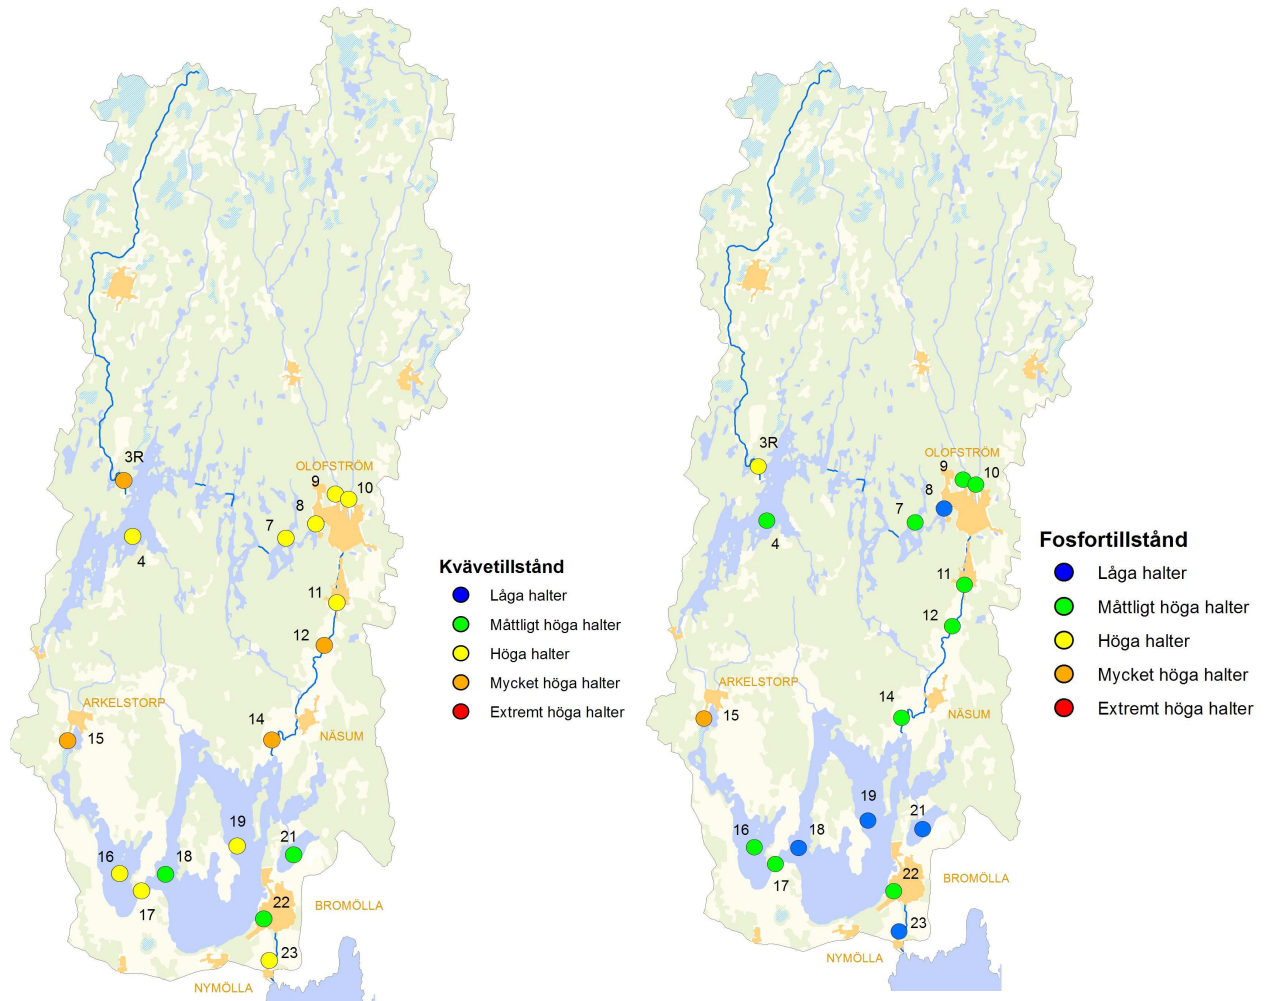 3R
OLOFSTRÖM
9
10
8
7
4
11
12
ARKELSTORP
14
NÄSUM
15
19
21
16
18
17
22
BROMÖLLA
23
NYMÖLLA
Kvävetillstånd
Låga halter
Måttligt höga halter
Höga halter
Mycket höga halter
Extremt höga halter
3R
OLOFSTRÖM
9
10
8
7
4
11
12
ARKELSTORP
14
NÄSUM
15
19
21
16
18
17
22
BROMÖLLA
23
NYMÖLLA
Fosfortillstånd
Låga halter
Måttligt höga halter
Höga halter
Mycket höga halter
Extremt höga halter